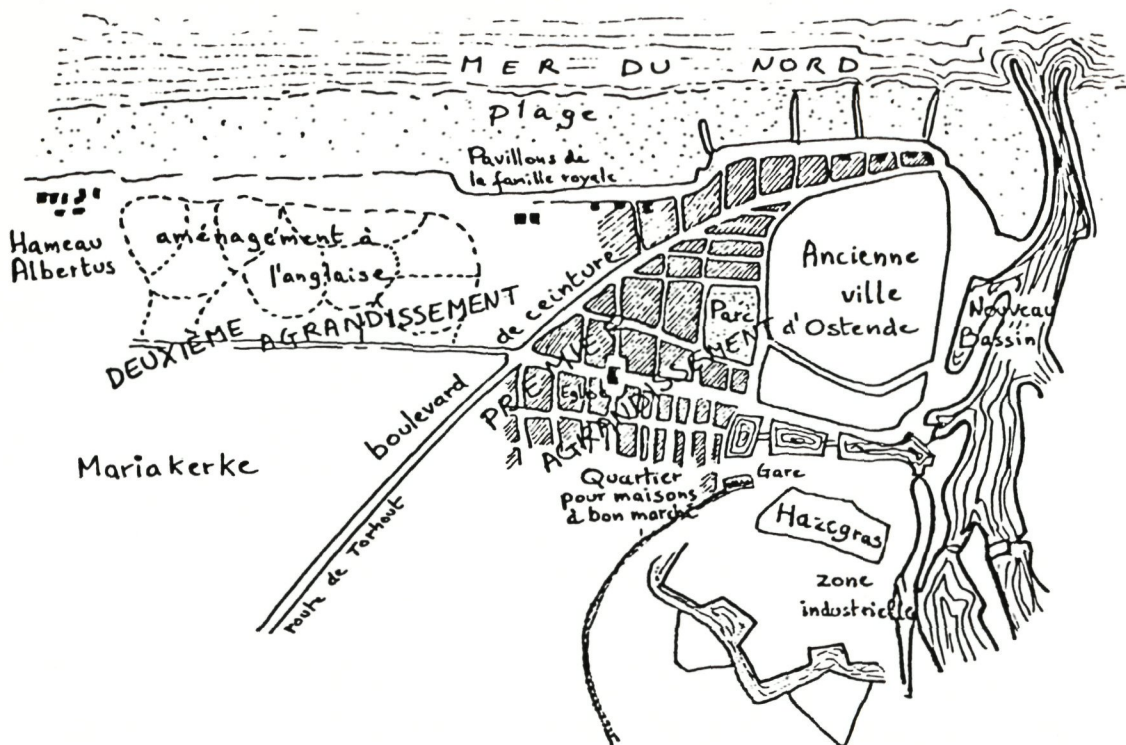 MER DU NORD
plage
Pavillons de
la famille royale
Hameau
Albertus
aménagement à
l'anglaise
DEUXIÈME AGRANDISSEMENT
boulevard de ceinture
route de Torhout
Mariakerke
PREMIER
AGRANDISSEMENT
Parc
Eglise
Ancienne
ville
d'Ostende
Nouveau
Bassin
Quartier
pour maisons
à bon marché
Gare
Hazegras
zone
industrielle